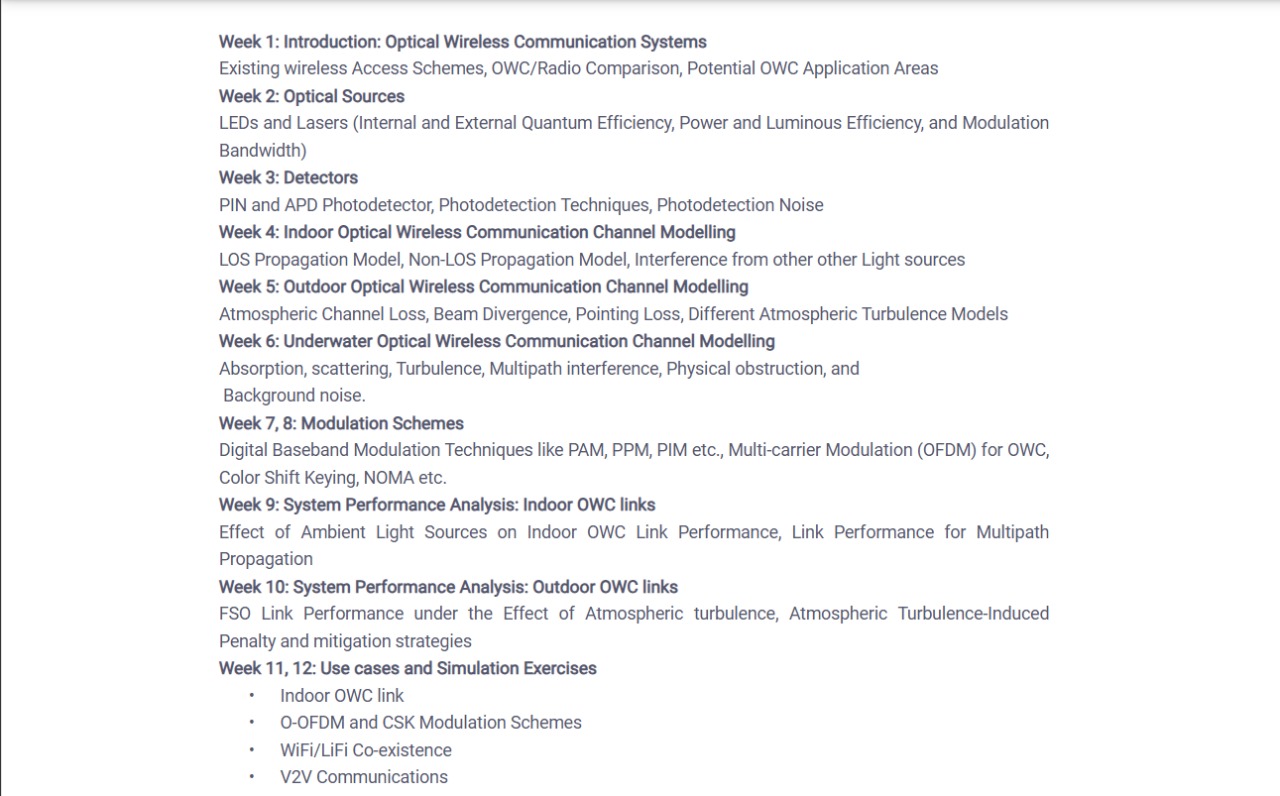 Week 1: Introduction: Optical Wireless Communication Systems
Existing wireless Access Schemes, OWC/Radio Comparison, Potential OWC Application Areas
Week 2: Optical Sources
LEDs and Lasers (Internal and External Quantum Efficiency, Power and Luminous Efficiency, and Modulation
Bandwidth)
Week 3: Detectors
PIN and APD Photodetector, Photodetection Techniques, Photodetection Noise
Week 4: Indoor Optical Wireless Communication Channel Modelling
LOS Propagation Model, Non-LOS Propagation Model, Interference from other other Light sources
Week 5: Outdoor Optical Wireless Communication Channel Modelling
Atmospheric Channel Loss, Beam Divergence, Pointing Loss, Different Atmospheric Turbulence Models
Week 6: Underwater Optical Wireless Communication Channel Modelling
Absorption, scattering, Turbulence, Multipath interference, Physical obstruction, and
Background noise.
Week 7, 8: Modulation Schemes
Digital Baseband Modulation Techniques like PAM, PPM, PIM etc., Multi-carrier Modulation (OFDM) for OWC,
Color Shift Keying, NOMA etc.
Week 9: System Performance Analysis: Indoor OWC links
Effect of Ambient Light Sources on Indoor OWC Link Performance, Link Performance for Multipath
Propagation
Week 10: System Performance Analysis: Outdoor OWC links
FSO Link Performance under the Effect of Atmospheric turbulence, Atmospheric Turbulence-Induced
Penalty and mitigation strategies
Week 11, 12: Use cases and Simulation Exercises
• Indoor OWC link
• O-OFDM and CSK Modulation Schemes
• WiFi/LiFi Co-existence
• V2V Communications